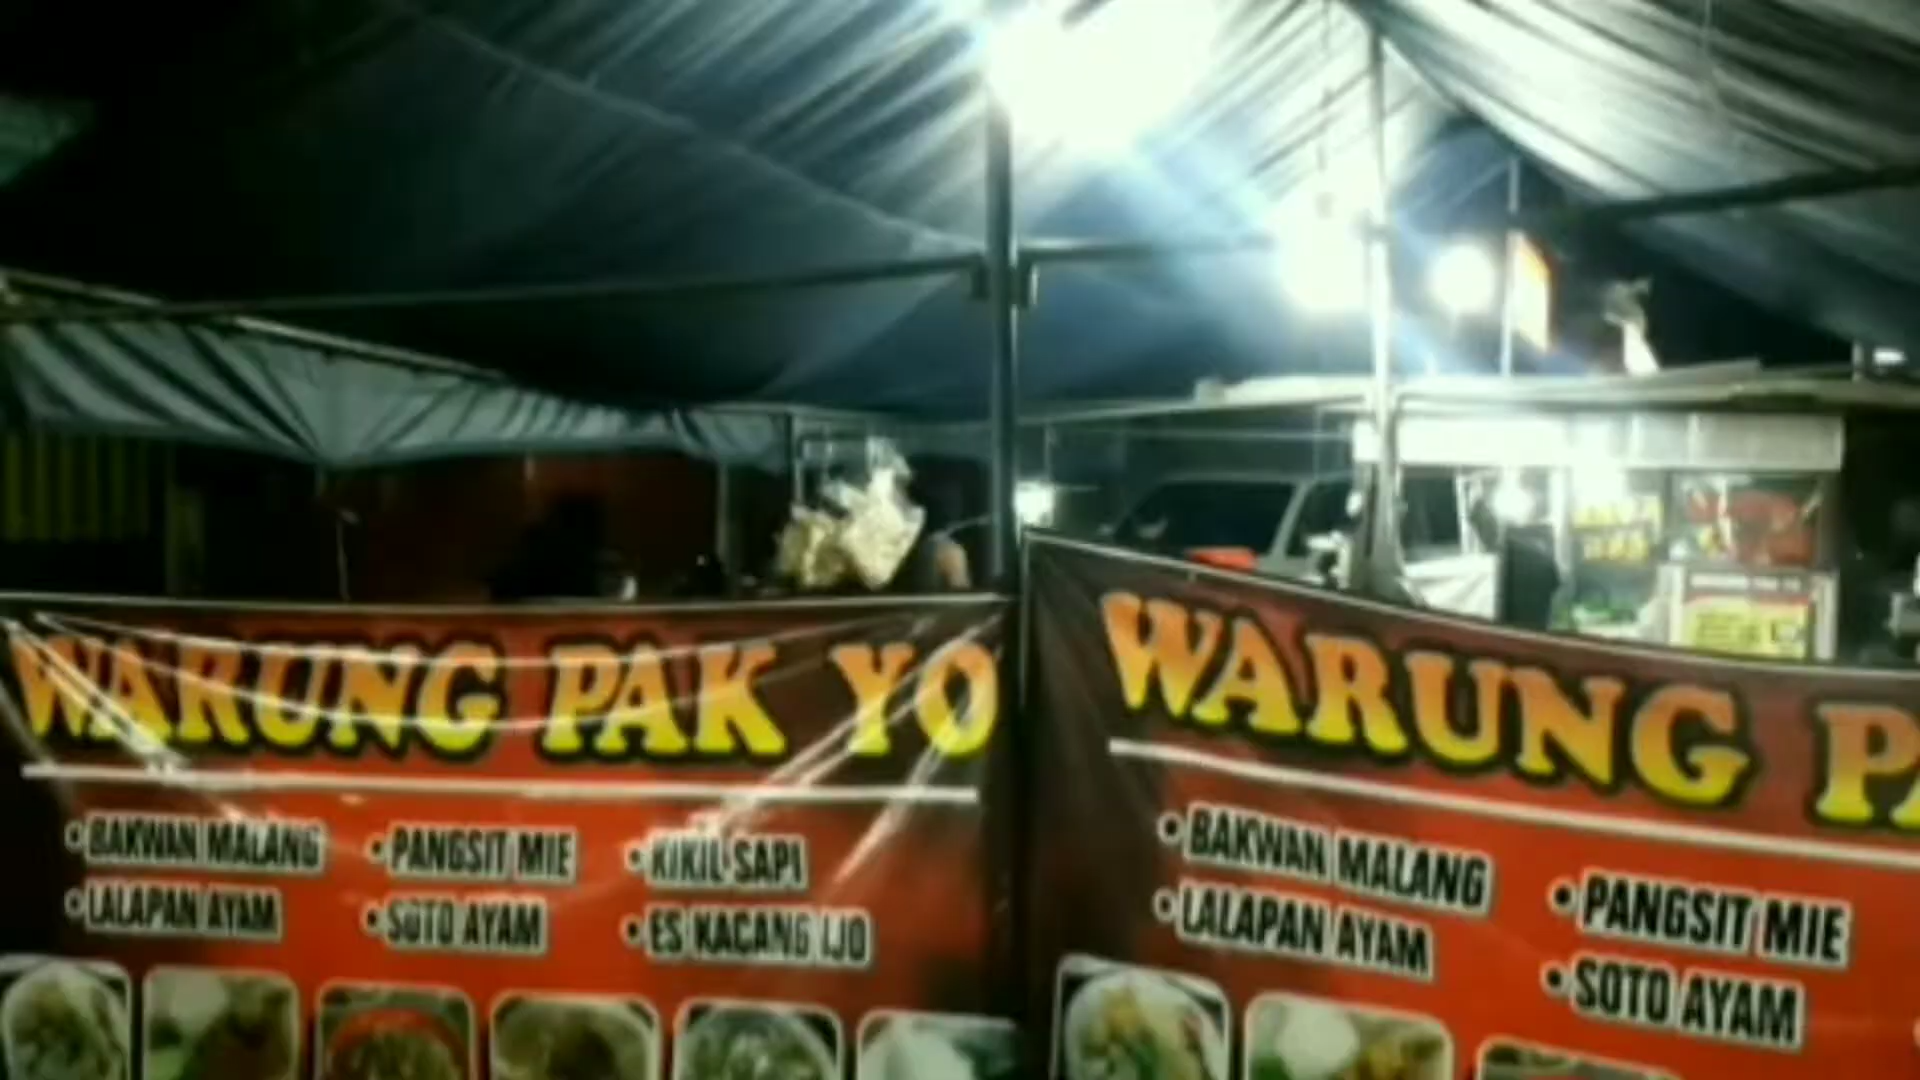 WARUNG PAK YO
• BAKWAN MALANG
• PANGSIT MIE
• KIKIL SAPI
• LALAPAN AYAM
• SOTO AYAM
• ES KACANG IJO
WARUNG PA
• BAKWAN MALANG
• PANGSIT MIE
• LALAPAN AYAM
• SOTO AYAM